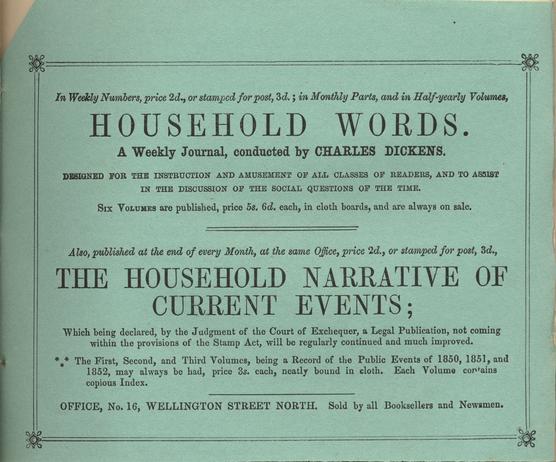 In Weekly Numbers, price 2d., or stamped for post, 3d.; in Monthly Parts, and in Half-yearly Volumes,
HOUSEHOLD WORDS.
A Weekly Journal, conducted by CHARLES DICKENS.
DESIGNED FOR THE INSTRUCTION AND AMUSEMENT OF ALL CLASSES OF READERS, AND TO ASSIST
IN THE DISCUSSION OF THE SOCIAL QUESTIONS OF THE TIME.
SIX VOLUMES are published, price 5s. 6d. each, in cloth boards, and are always on sale.
Also, published at the end of every Month, at the same Office, price 2d., or stamped for post, 3d.,
THE HOUSEHOLD NARRATIVE OF
CURRENT EVENTS;
Which being declared, by the Judgment of the Court of Exchequer, a Legal Publication, not coming
within the provisions of the Stamp Act, will be regularly continued and much improved.
*** The First, Second, and Third Volumes, being a Record of the Public Events of 1850, 1851, and
1852, may always be had, price 3s. each, neatly bound in cloth. Each Volume contains
copious Index.
OFFICE, No. 16, WELLINGTON STREET NORTH. Sold by all Booksellers and Newsmen.